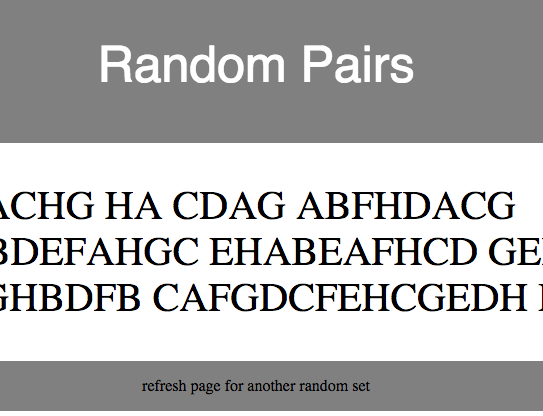 Random Pairs
ACHG HA CDAG ABFHDACG
BDEFAHGC EHABEAFHCD GE
GHBDFB CAFGDCFEHCGEDH
refresh page for another random set